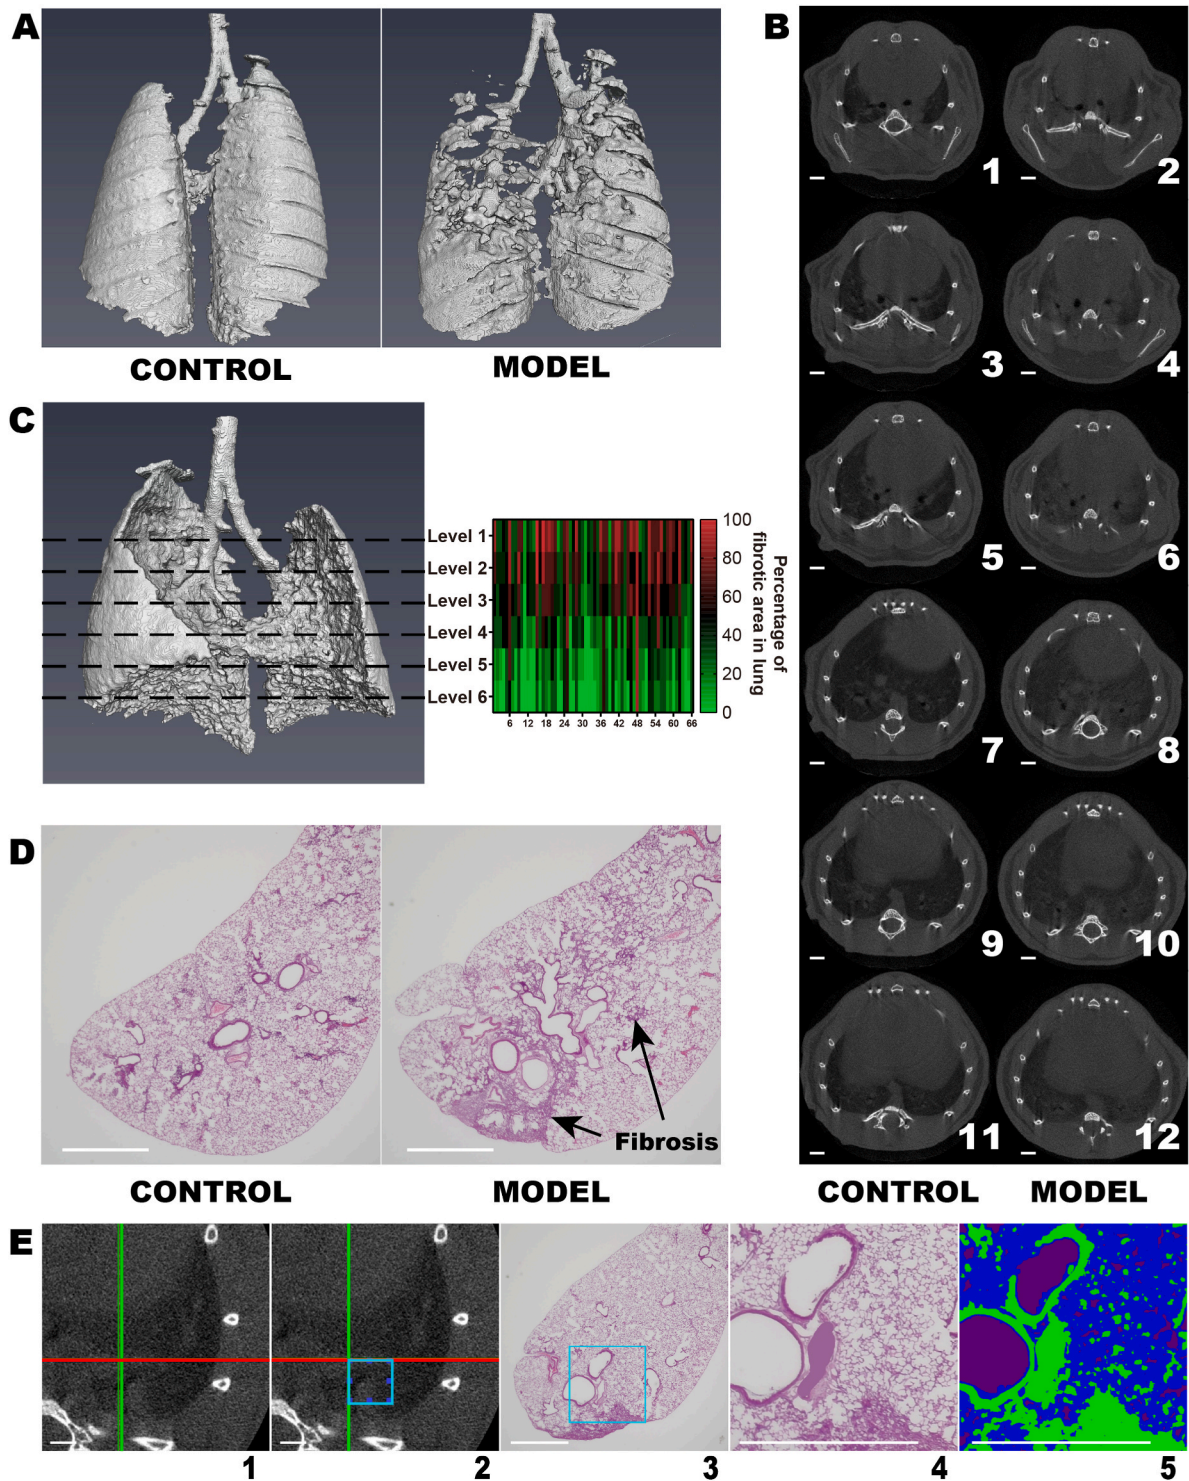 A
CONTROL
MODEL
B
1
2
3
4
5
6
7
8
9
10
11
12
CONTROL
MODEL
C
Level 1
Level 2
Level 3
Level 4
Level 5
Level 6
6 12 18 24 30 36 42 48 54 60 66
100
80
60
40
20
0
Percentage of
fibrotic area in lung
D
Fibrosis
CONTROL
MODEL
E
1
2
3
4
5